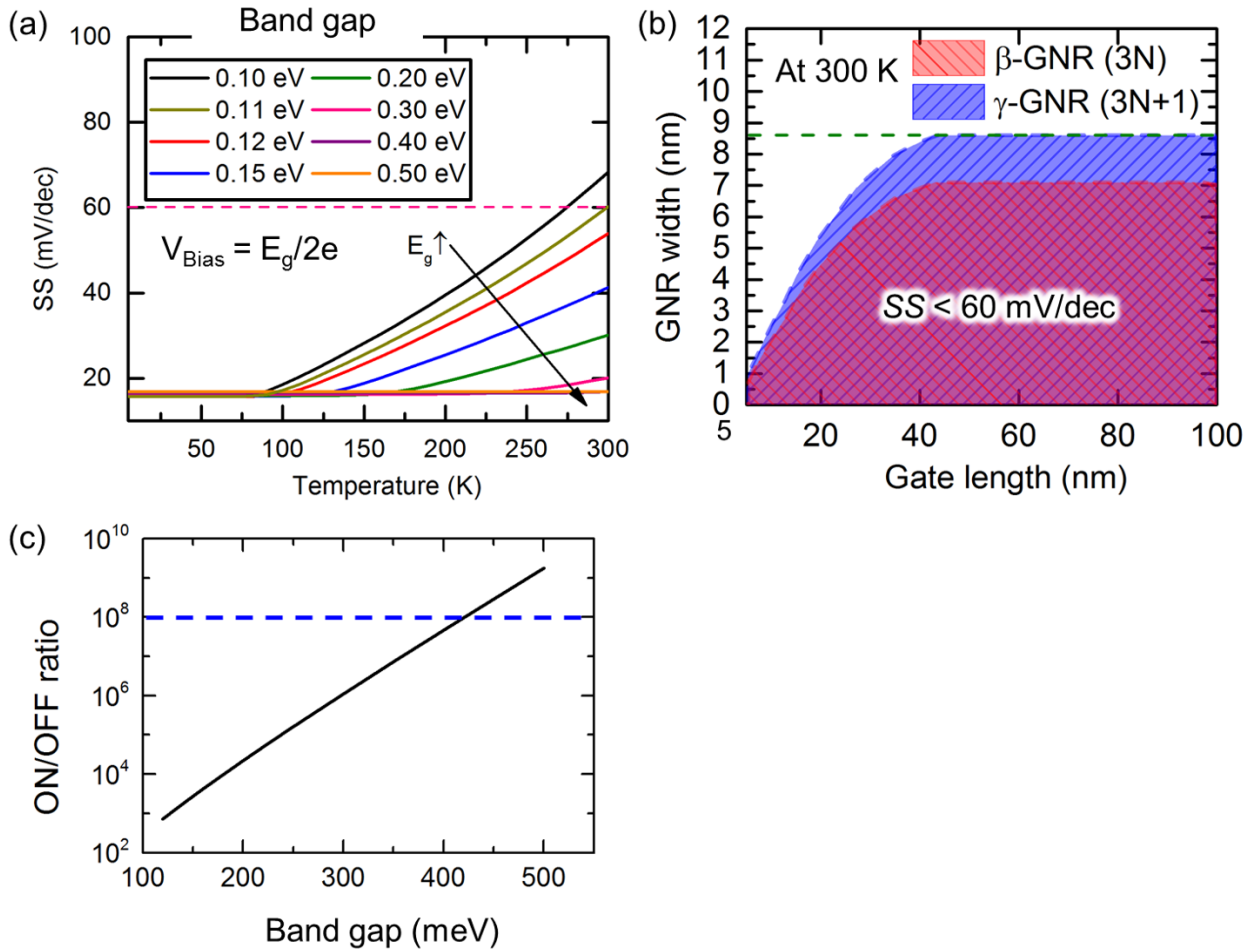 (a)
Band gap
100
80
60
40
20
SS (mV/dec)
0.10 eV 0.20 eV
0.11 eV 0.30 eV
0.12 eV 0.40 eV
0.15 eV 0.50 eV
V_Bias = E_g/2e
E_g↑
50 100 150 200 250 300
Temperature (K)
(b)
12
11
10
9
8
7
6
5
4
3
2
1
0
GNR width (nm)
At 300 K
β-GNR (3N)
γ-GNR (3N+1)
SS < 60 mV/dec
5 20 40 60 80 100
Gate length (nm)
(c)
10^10
10^8
10^6
10^4
10^2
ON/OFF ratio
100 200 300 400 500
Band gap (meV)